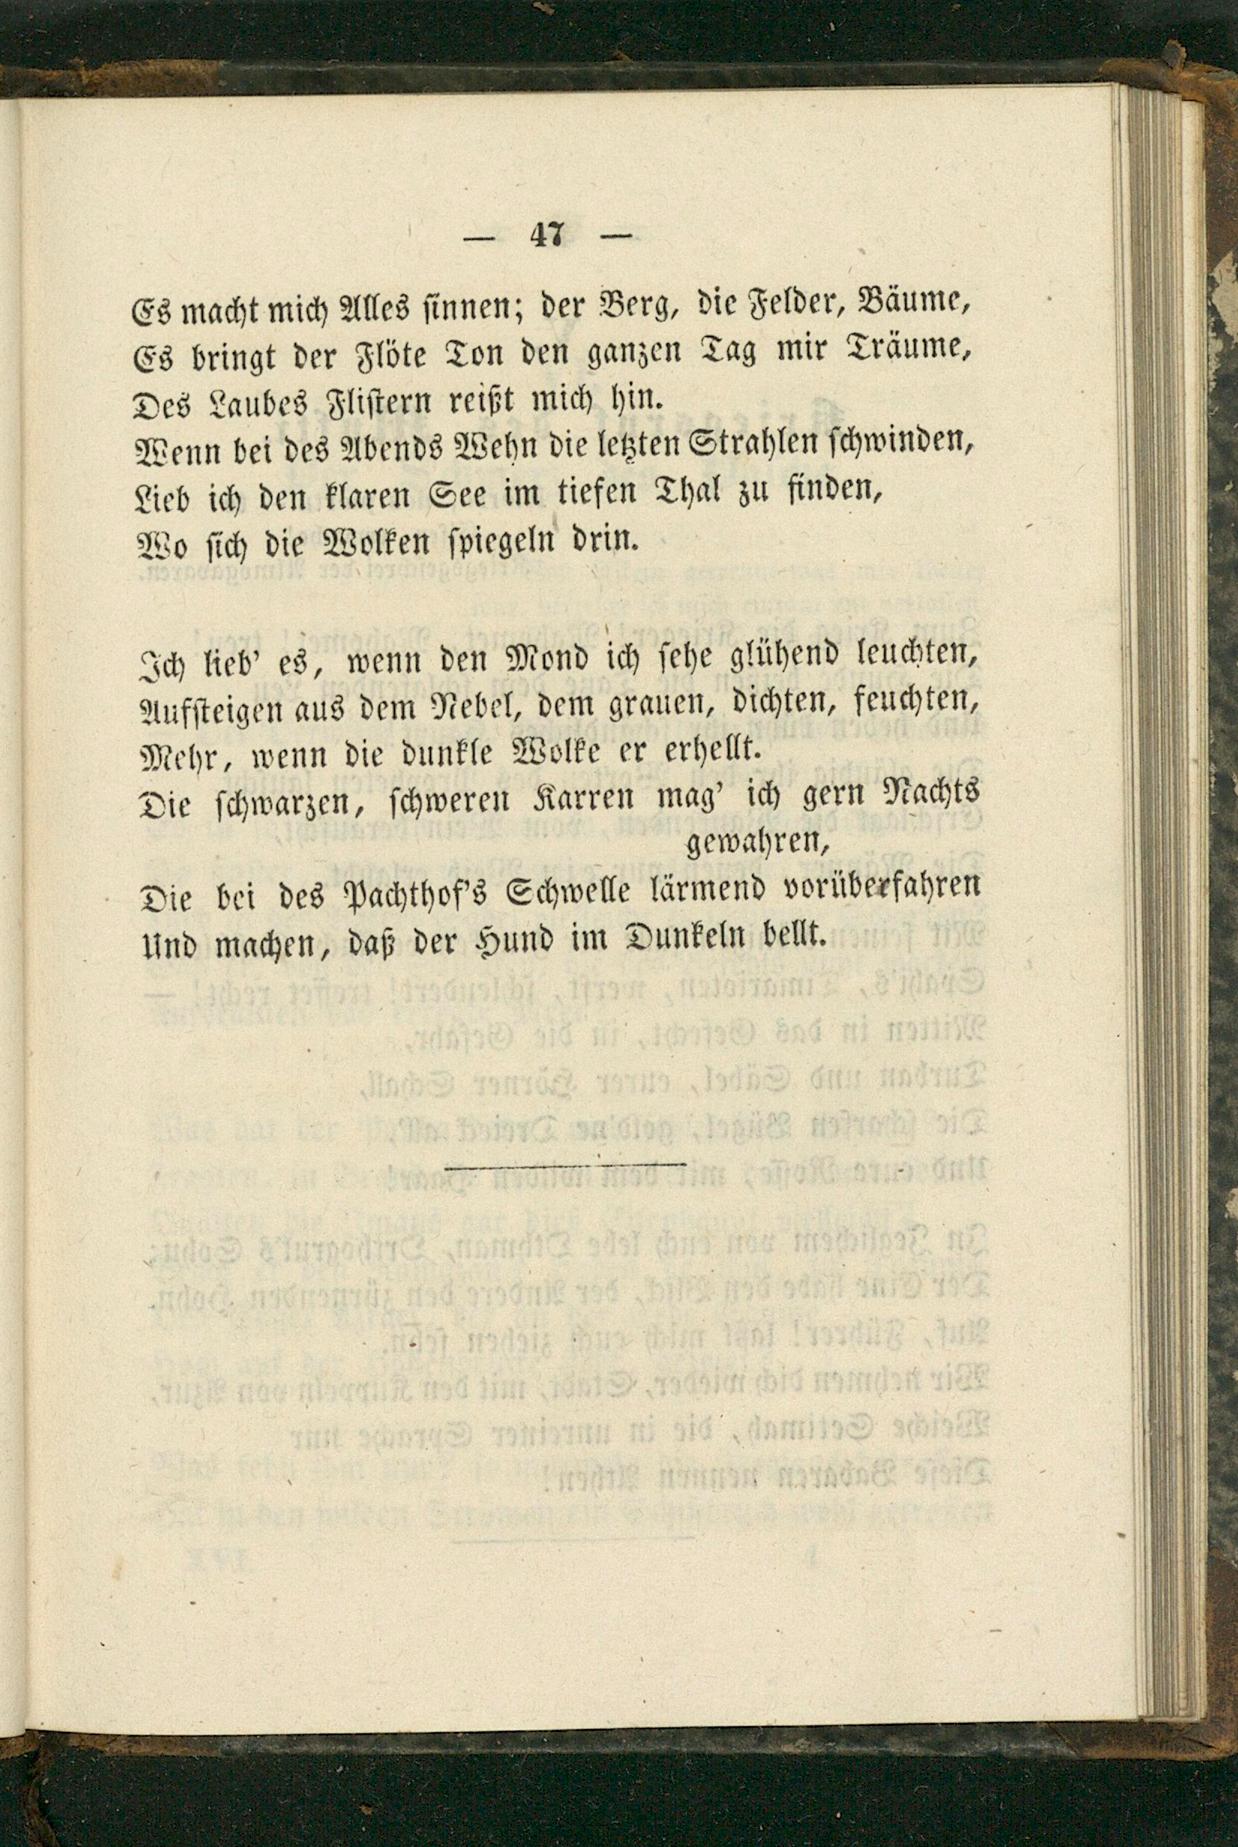 — 47 —
Es macht mich Alles sinnen; der Berg, die Felder, Bäume,
Es bringt der Flöte Ton den ganzen Tag mir Träume,
Des Laubes Flistern reißt mich hin.
Wenn bei des Abends Wehn die letzten Strahlen schwinden,
Lieb ich den klaren See im tiefen Thal zu finden,
Wo sich die Wolken spiegeln drin.
Ich lieb' es, wenn den Mond ich sehe glühend leuchten,
Aufsteigen aus dem Nebel, dem grauen, dichten, feuchten,
Mehr, wenn die dunkle Wolke er erhellt.
Die schwarzen, schweren Karren mag' ich gern Nachts
gewahren,
Die bei des Pachthof's Schwelle lärmend vorüberfahren
Und machen, daß der Hund im Dunkeln bellt.